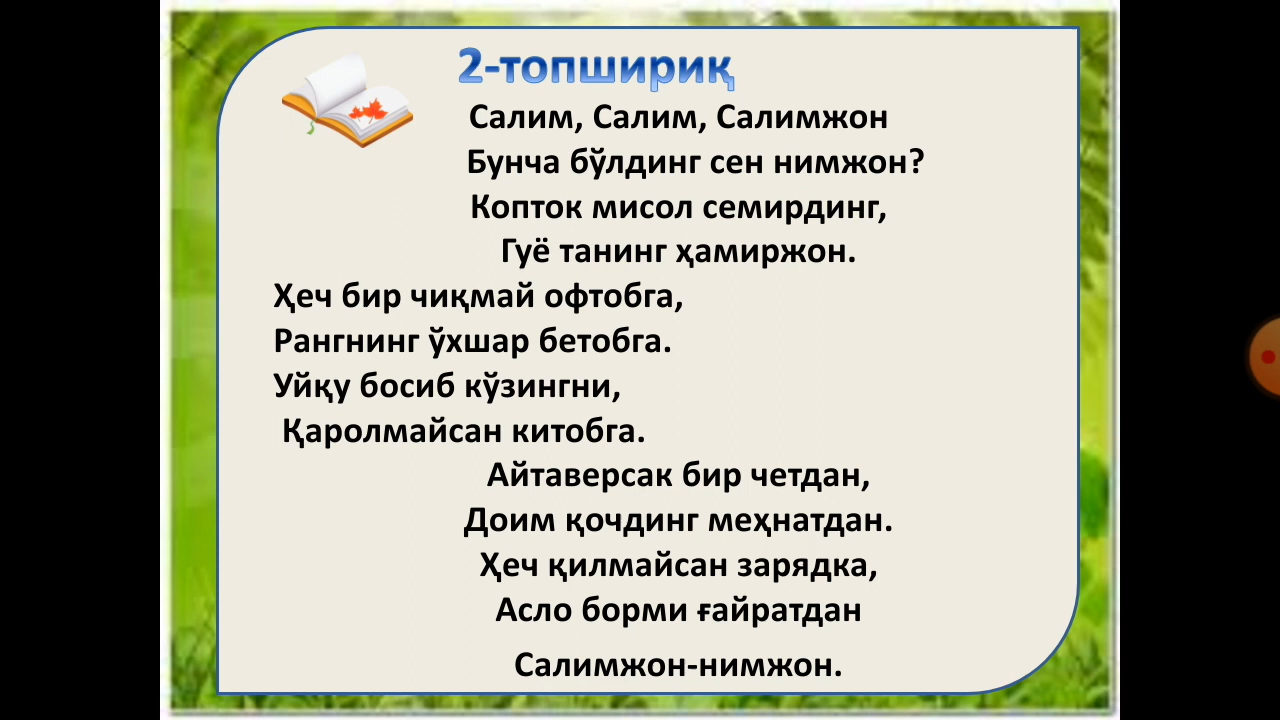 2-топшириқ
Салим, Салим, Салимжон
Бунча бўлдинг сен нимжон?
Копток мисол семирдинг,
Гуё танинг ҳамиржон.
Ҳеч бир чиқмай офтобга,
Рангнинг ўхшар бетобга.
Уйқу босиб кўзингни,
Қаролмайсан китобга.
Айтаверсак бир четдан,
Доим қочдинг меҳнатдан.
Ҳеч қилмайсан зарядка,
Асло борми ғайратдан
Салимжон-нимжон.